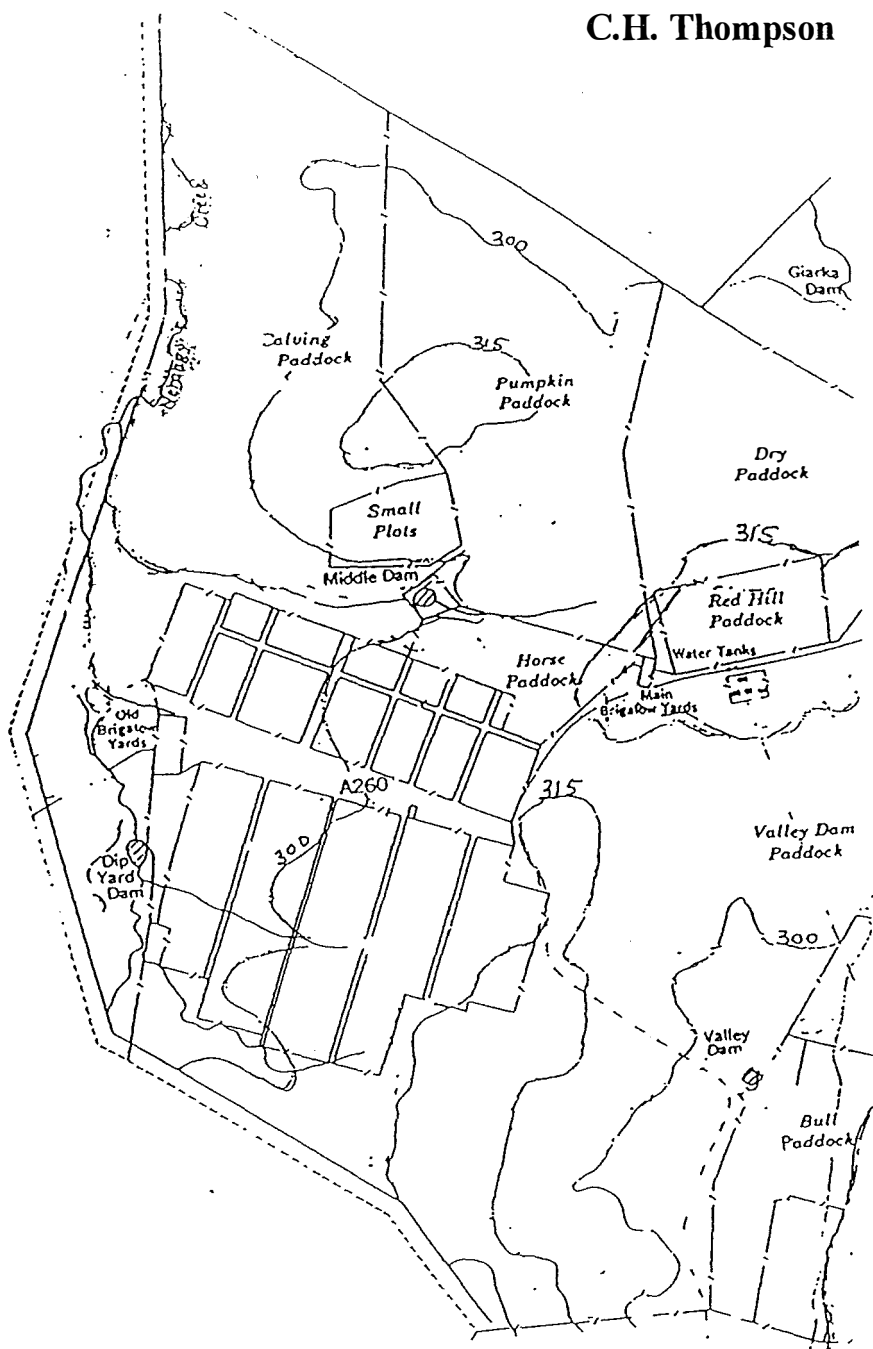 C.H. Thompson
Creek
300
Giarka
Dam
Calving
Paddock
315
Pumpkin
Paddock
Dry
Paddock
Small
Plots
315
Middle Dam
Red Hill
Paddock
Horse
Paddock
Water Tanks
Main
Brigalow Yards
Old
Brigalow
Yards
A260
315
300
Valley Dam
Paddock
Dip
Yard
Dam
300
Valley
Dam
Bull
Paddock